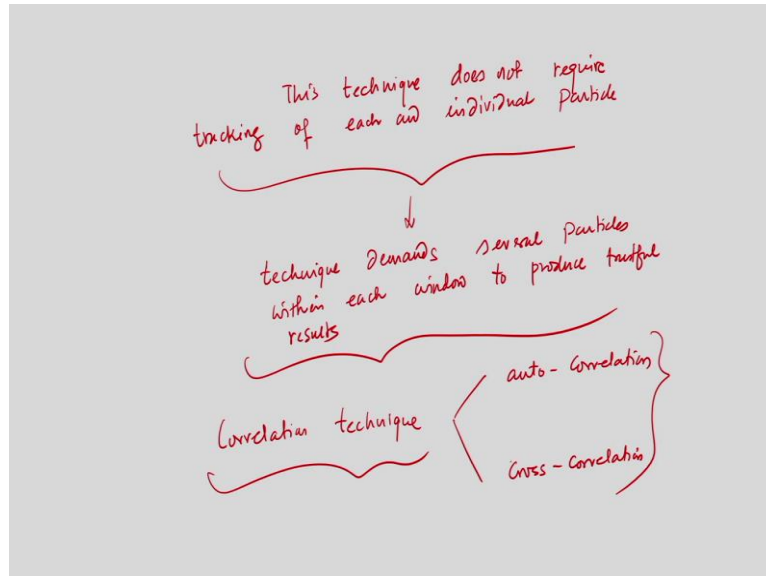 This technique does not require
tracking of each and individual particle
technique demands several particles
within each window to produce trustful
results
auto-correlation
Correlation technique
Cross-correlation